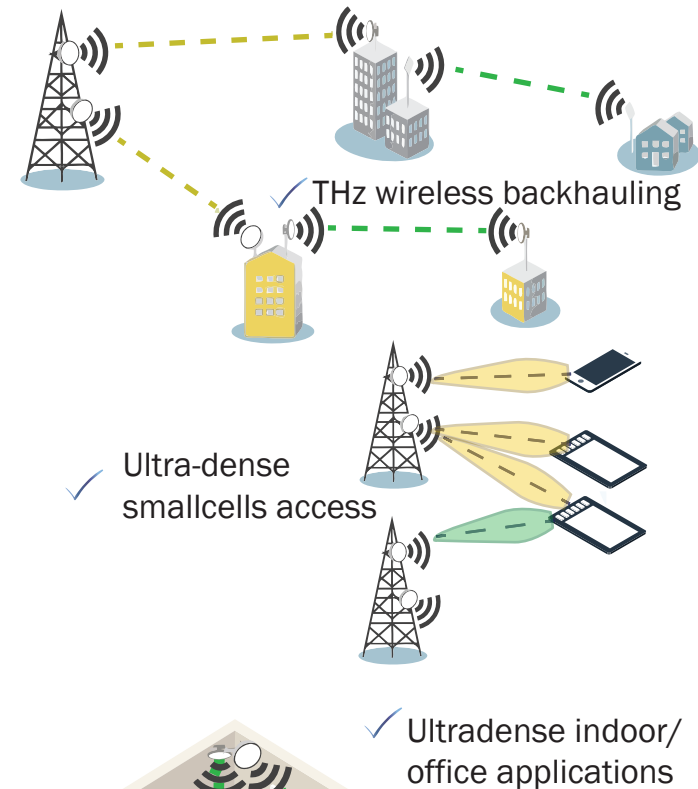 THz wireless backhauling
Ultra-dense
smallcells access
Ultradense indoor/
office applications